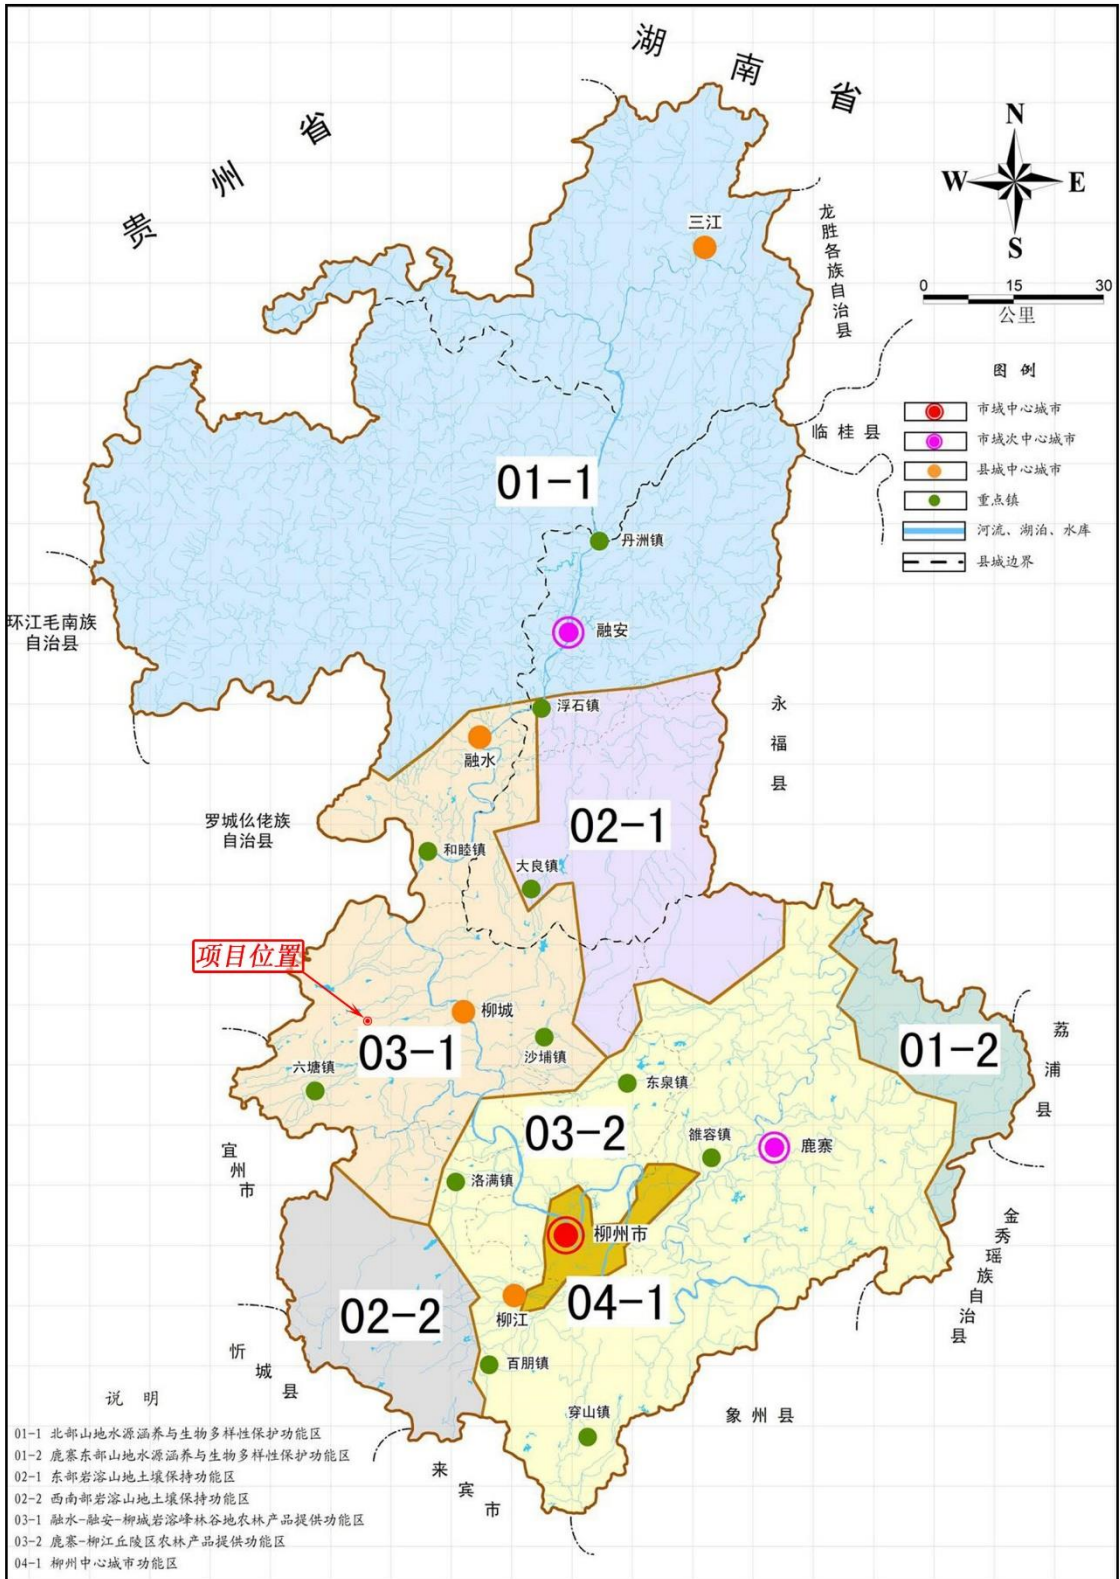 湖南省
贵州省
N
W E
S
0 15 30
公里
图 例
市域中心城市
市域次中心城市
县城中心城市
重点镇
河流、湖泊、水库
县城边界
三江
龙胜各族自治县
临桂县
01-1
丹洲镇
环江毛南族
自治县
融安
浮石镇
永福县
融水
罗城仫佬族
自治县
02-1
和睦镇
大良镇
项目位置
柳城
03-1
沙埔镇
01-2
荔浦县
六塘镇
东泉镇
03-2
雒容镇
鹿寨
宜州市
洛满镇
金秀瑶族自治县
柳州市
04-1
02-2
柳江
忻城县
百朋镇
象州县
穿山镇
来宾市
说 明
01-1 北部山地水源涵养与生物多样性保护功能区
01-2 鹿寨东部山地水源涵养与生物多样性保护功能区
02-1 东部岩溶山地土壤保持功能区
02-2 西南部岩溶山地土壤保持功能区
03-1 融水-融安-柳城岩溶峰林谷地农林产品提供功能区
03-2 鹿寨-柳江丘陵区农林产品提供功能区
04-1 柳州中心城市功能区